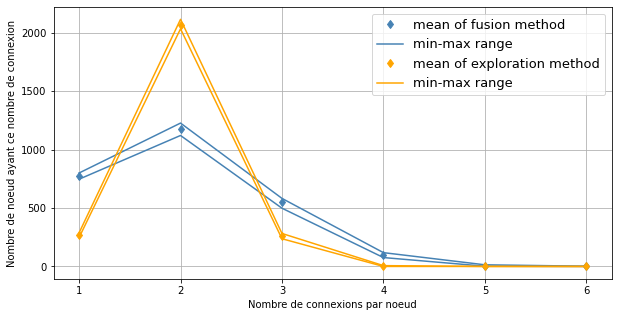 2000
1500
1000
500
0
Nombre de noeud ayant ce nombre de connexion
mean of fusion method
min-max range
mean of exploration method
min-max range
1 2 3 4 5 6
Nombre de connexions par noeud